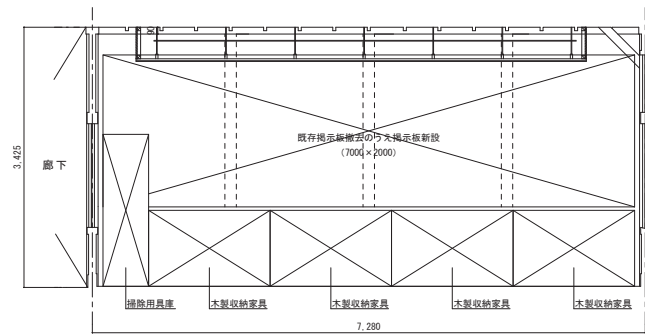 90
既存掲示板撤去のうえ掲示板新設
(7000×2000)
3,425
廊下
掃除用具庫
木製収納家具
木製収納家具
木製収納家具
木製収納家具
7,280